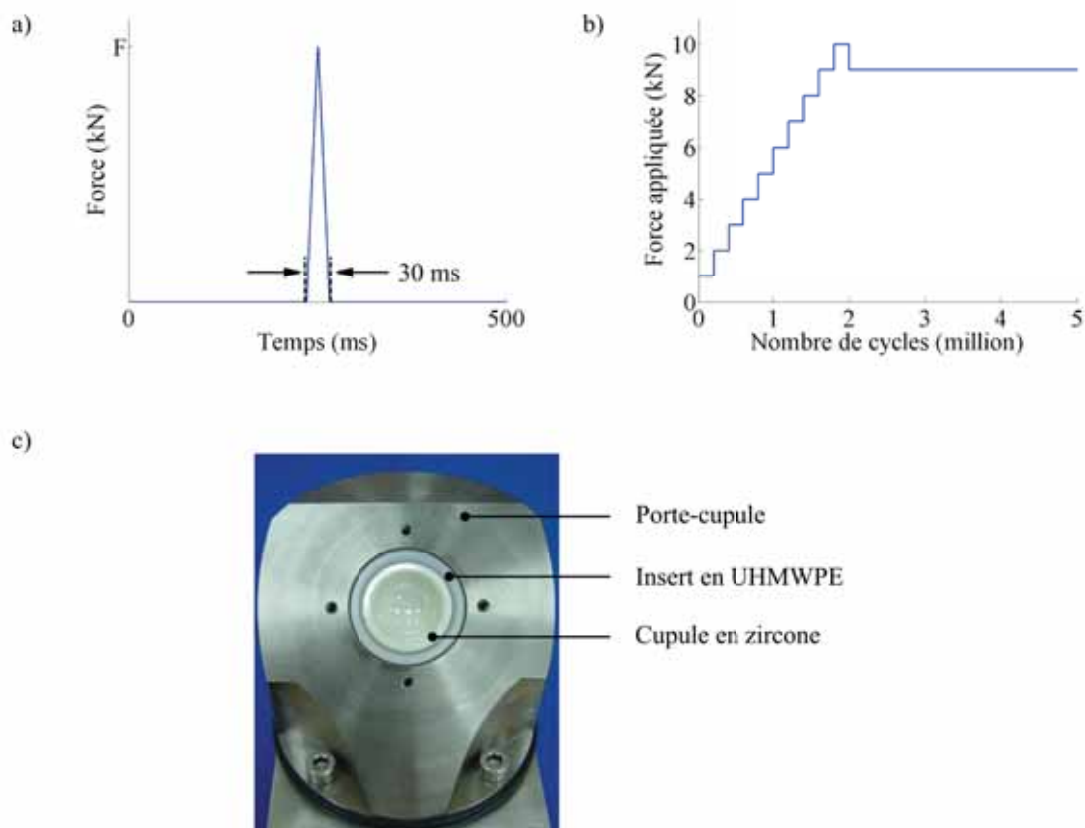 a)
F
Force (kN)
30 ms
0
500
Temps (ms)
b)
10
8
6
4
2
0
Force appliquée (kN)
0 1 2 3 4 5
Nombre de cycles (million)
c)
Porte-cupule
Insert en UHMWPE
Cupule en zircone